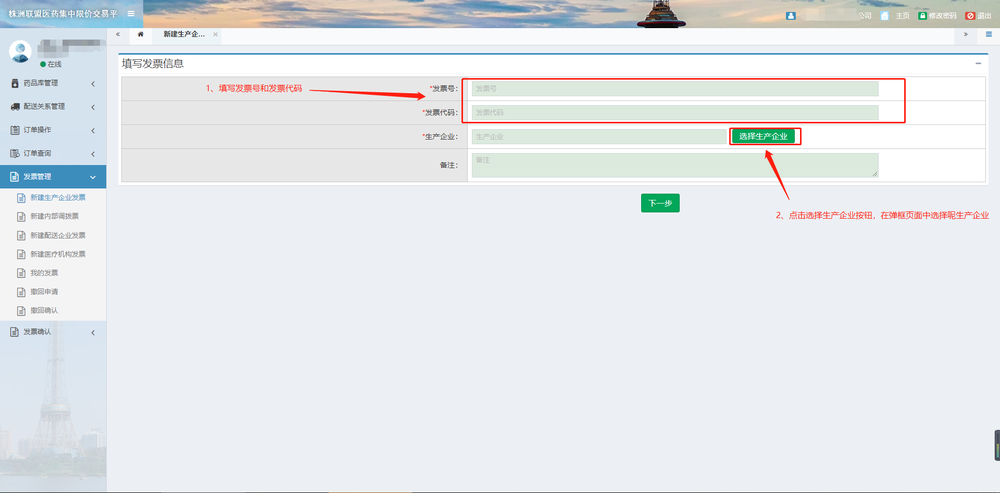 株洲联盟医药集中限价交易平
公司
主页
修改密码
退出
新建生产企...
在线
药品库管理
配送关系管理
订单操作
订单查询
发票管理
新建生产企业发票
新建内部调拨票
新建配送企业发票
新建医疗机构发票
我的发票
撤回申请
撤回确认
发票确认
填写发票信息
1、填写发票号和发票代码
*发票号：
发票号
*发票代码：
发票代码
*生产企业：
生产企业
选择生产企业
备注：
备注
下一步
2、点击选择生产企业按钮，在弹框页面中选择呢生产企业